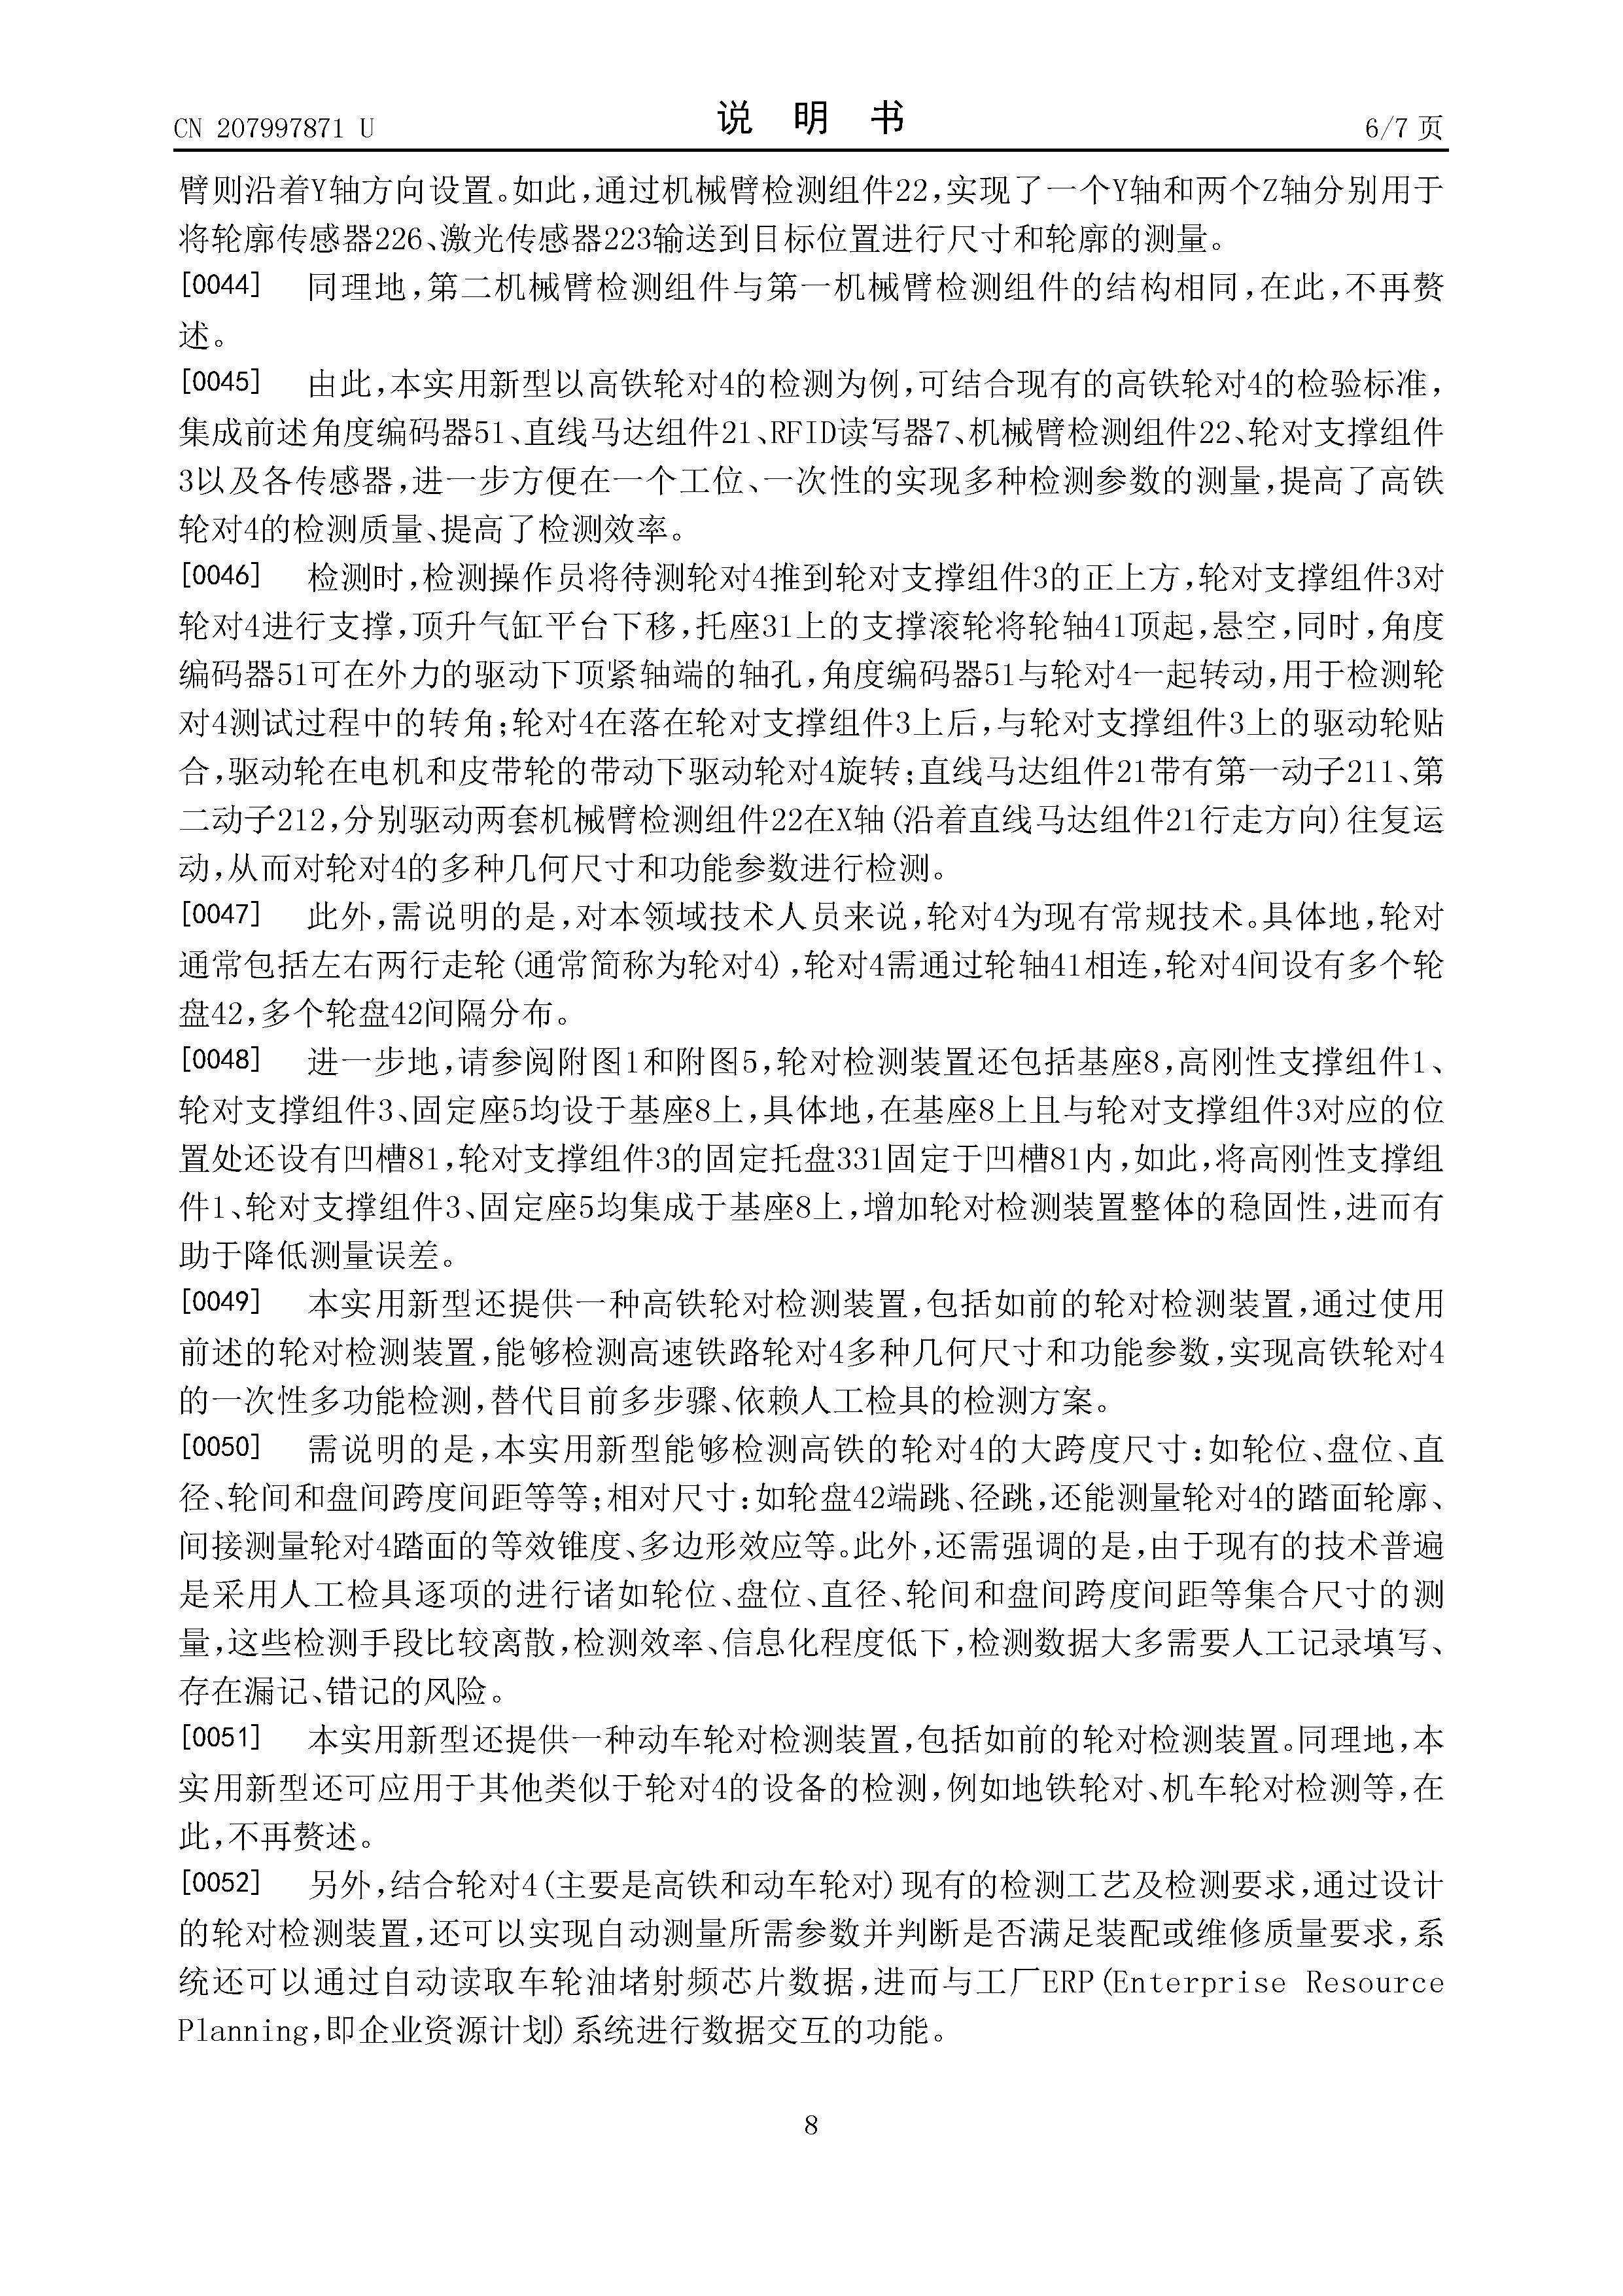 CN 207997871 U
说 明 书
6/7 页
臂则沿着Y轴方向设置。如此,通过机械臂检测组件22,实现了一个Y轴和两个Z轴分别用于
将轮廓传感器226、激光传感器223输送到目标位置进行尺寸和轮廓的测量。
[0044] 同理地,第二机械臂检测组件与第一机械臂检测组件的结构相同,在此,不再赘
述。
[0045] 由此,本实用新型以高铁轮对4的检测为例,可结合现有的高铁轮对4的检验标准,
集成前述角度编码器51、直线马达组件21、RFID读写器7、机械臂检测组件22、轮对支撑组件
3以及各传感器,进一步方便在一个工位、一次性的实现多种检测参数的测量,提高了高铁
轮对4的检测质量、提高了检测效率。
[0046] 检测时,检测操作员将待测轮对4推到轮对支撑组件3的正上方,轮对支撑组件3对
轮对4进行支撑,顶升气缸平台下移,托座31上的支撑滚轮将轮轴41顶起,悬空,同时,角度
编码器51可在外力的驱动下顶紧轴端的轴孔,角度编码器51与轮对4一起转动,用于检测轮
对4测试过程中的转角;轮对4在落在轮对支撑组件3上后,与轮对支撑组件3上的驱动轮贴
合,驱动轮在电机和皮带轮的带动下驱动轮对4旋转;直线马达组件21带有第一动子211、第
二动子212,分别驱动两套机械臂检测组件22在X轴(沿着直线马达组件21行走方向)往复运
动,从而对轮对4的多种几何尺寸和功能参数进行检测。
[0047] 此外,需说明的是,对本领域技术人员来说,轮对4为现有常规技术。具体地,轮对
通常包括左右两行走轮(通常简称为轮对4),轮对4需通过轮轴41相连,轮对4间设有多个轮
盘42,多个轮盘42间隔分布。
[0048] 进一步地,请参阅附图1和附图5,轮对检测装置还包括基座8,高刚性支撑组件1、
轮对支撑组件3、固定座5均设于基座8上,具体地,在基座8上且与轮对支撑组件3对应的位
置处还设有凹槽81,轮对支撑组件3的固定托盘331固定于凹槽81内,如此,将高刚性支撑组
件1、轮对支撑组件3、固定座5均集成于基座8上,增加轮对检测装置整体的稳固性,进而有
助于降低测量误差。
[0049] 本实用新型还提供一种高铁轮对检测装置,包括如前的轮对检测装置,通过使用
前述的轮对检测装置,能够检测高速铁路轮对4多种几何尺寸和功能参数,实现高铁轮对4
的一次性多功能检测,替代目前多步骤、依赖人工检具的检测方案。
[0050] 需说明的是,本实用新型能够检测高铁的轮对4的大跨度尺寸:如轮位、盘位、直
径、轮间和盘间跨度间距等等;相对尺寸:如轮盘42端跳、径跳,还能测量轮对4的踏面轮廓、
间接测量轮对4踏面的等效锥度、多边形效应等。此外,还需强调的是,由于现有的技术普遍
是采用人工检具逐项的进行诸如轮位、盘位、直径、轮间和盘间跨度间距等集合尺寸的测
量,这些检测手段比较离散,检测效率、信息化程度低下,检测数据大多需要人工记录填写、
存在漏记、错记的风险。
[0051] 本实用新型还提供一种动车轮对检测装置,包括如前的轮对检测装置。同理地,本
实用新型还可应用于其他类似于轮对4的设备的检测,例如地铁轮对、机车轮对检测等,在
此,不再赘述。
[0052] 另外,结合轮对4(主要是高铁和动车轮对)现有的检测工艺及检测要求,通过设计
的轮对检测装置,还可以实现自动测量所需参数并判断是否满足装配或维修质量要求,系
统还可以通过自动读取车轮油堵射频芯片数据,进而与工厂ERP(Enterprise Resource
Planning,即企业资源计划)系统进行数据交互的功能。
8